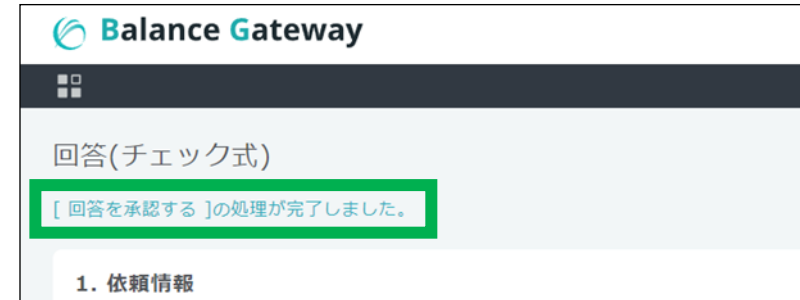 Balance Gateway
回答(チェック式)
[ 回答を承認する ]の処理が完了しました。
1. 依頼情報